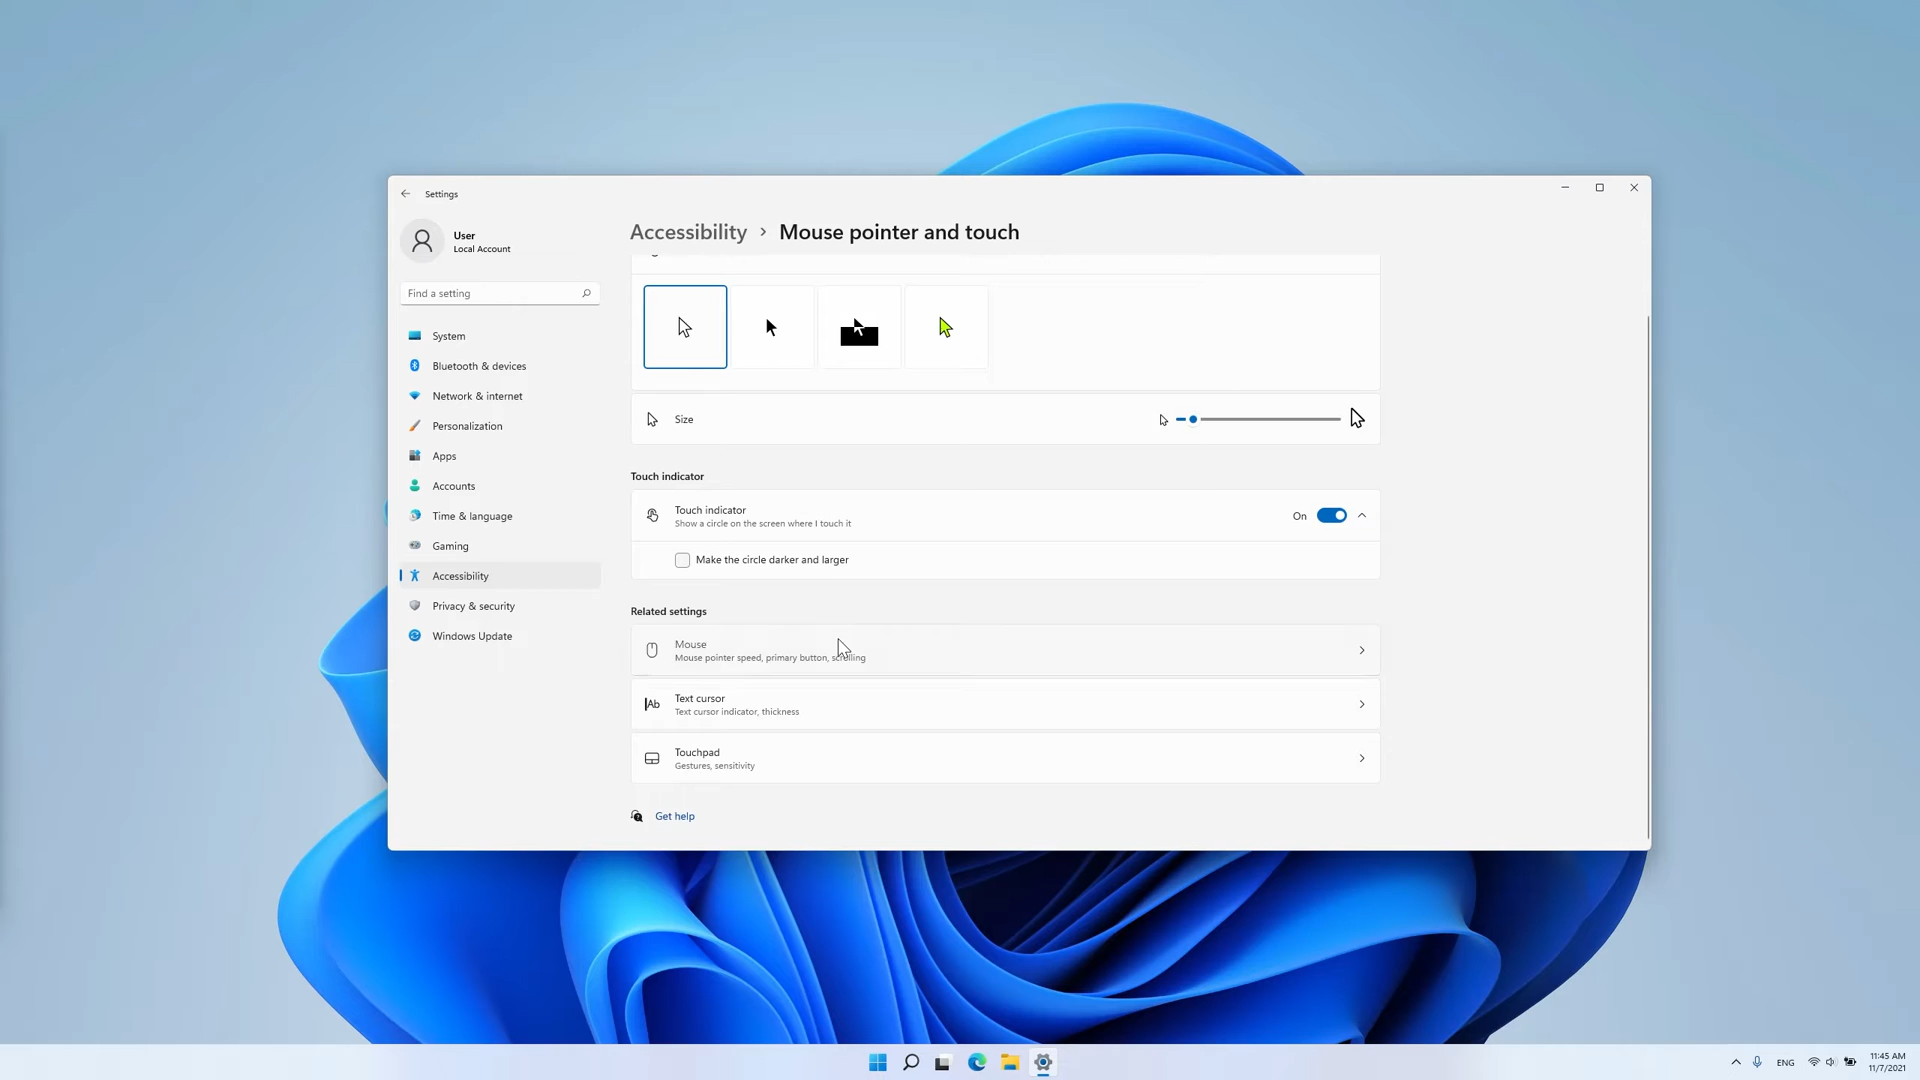 Settings
User
Local Account
Find a setting
System
Bluetooth & devices
Network & internet
Personalization
Apps
Accounts
Time & language
Gaming
Accessibility
Privacy & security
Windows Update
Accessibility > Mouse pointer and touch
Size
Touch indicator
Touch indicator
Show a circle on the screen where I touch it
On
Make the circle darker and larger
Related settings
Mouse
Mouse pointer speed, primary button, scrolling
Ab
Text cursor
Text cursor indicator, thickness
Touchpad
Gestures, sensitivity
Get help
ENG
11:45 AM
11/7/2021